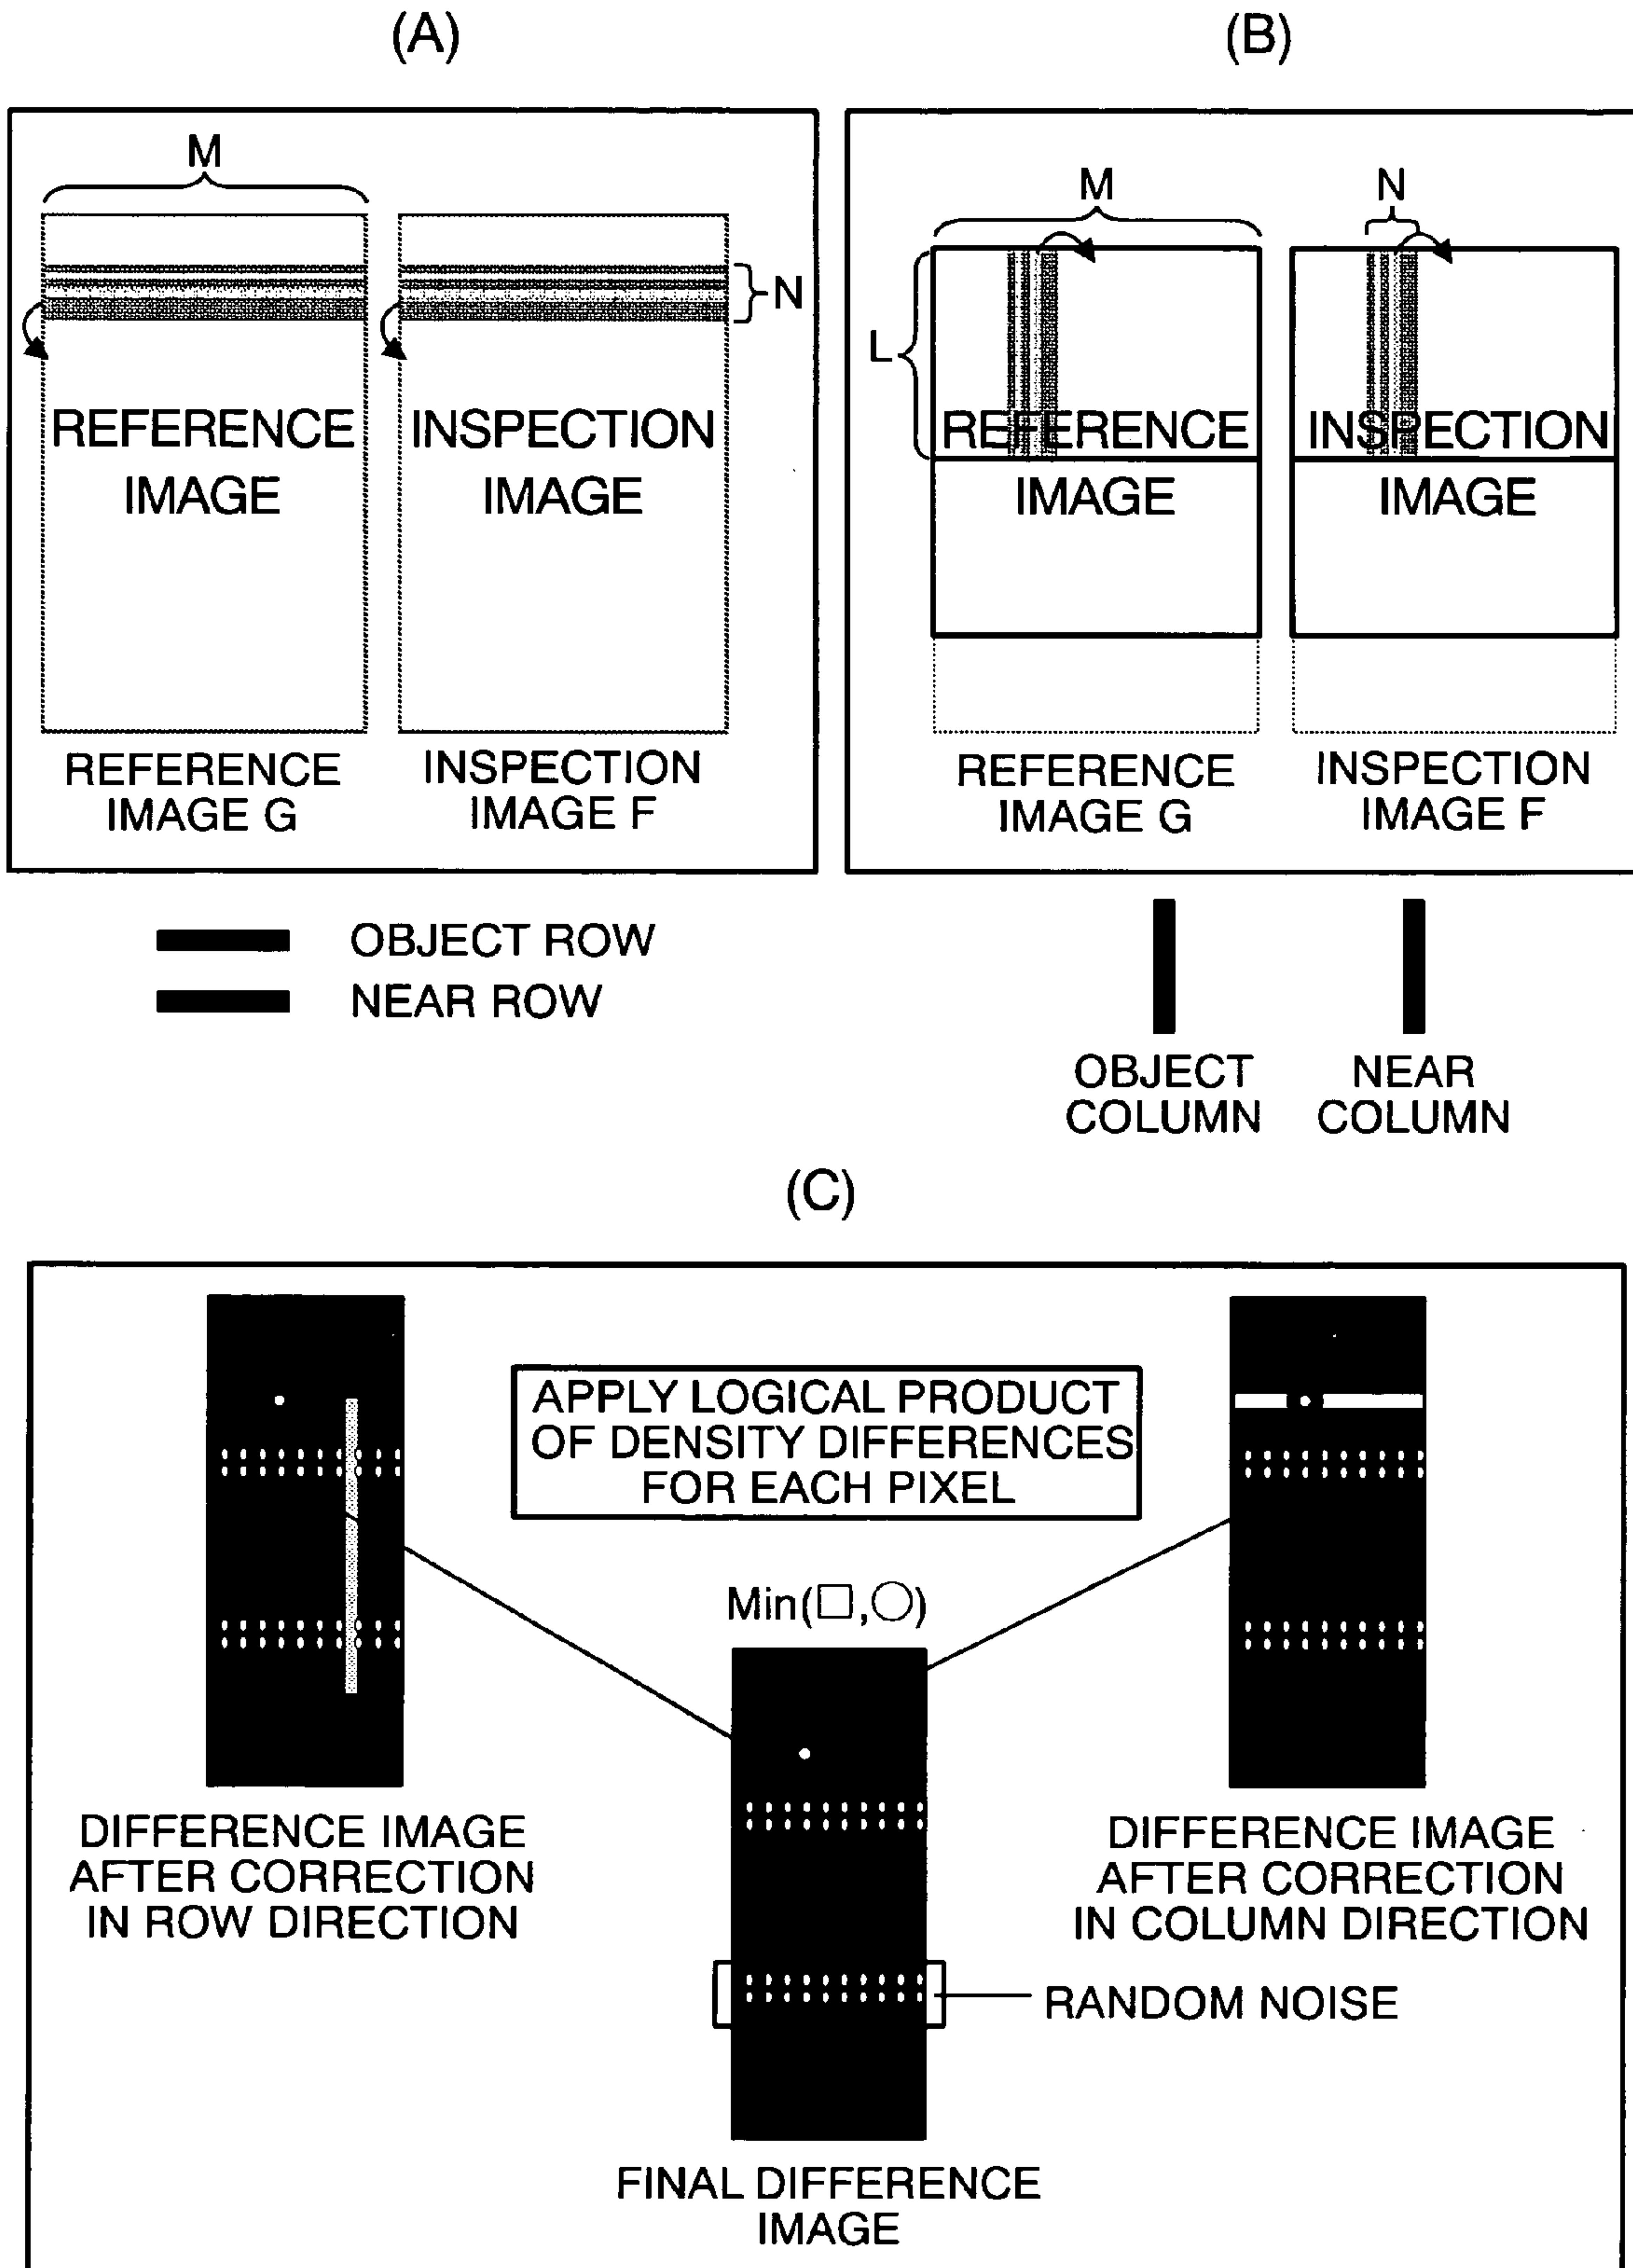 (A)
M
N
REFERENCE
IMAGE
INSPECTION
IMAGE
REFERENCE
IMAGE G
INSPECTION
IMAGE F
OBJECT ROW
NEAR ROW
(B)
M
N
L
REFERENCE
IMAGE
INSPECTION
IMAGE
REFERENCE
IMAGE G
INSPECTION
IMAGE F
OBJECT
COLUMN
NEAR
COLUMN
(C)
APPLY LOGICAL PRODUCT
OF DENSITY DIFFERENCES
FOR EACH PIXEL
Min(□,○)
DIFFERENCE IMAGE
AFTER CORRECTION
IN ROW DIRECTION
DIFFERENCE IMAGE
AFTER CORRECTION
IN COLUMN DIRECTION
RANDOM NOISE
FINAL DIFFERENCE
IMAGE